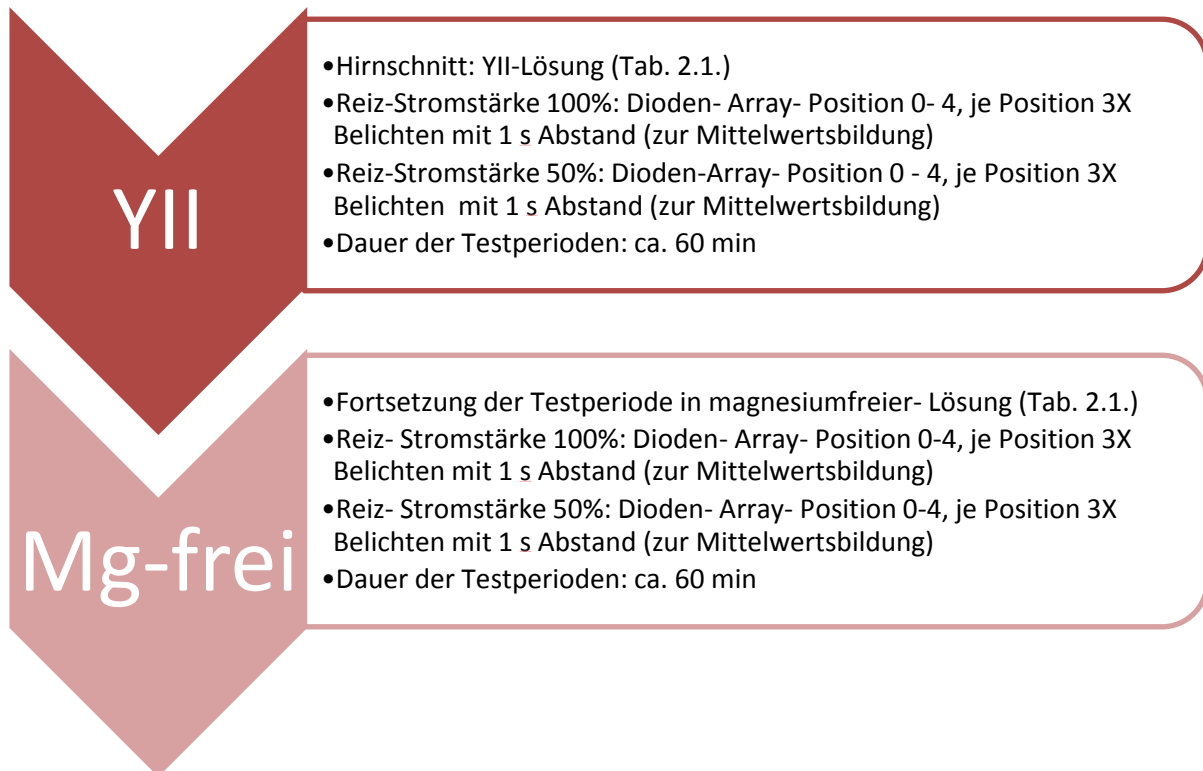 YII
•Hirnschnitt: YII-Lösung (Tab. 2.1.)
•Reiz-Stromstärke 100%: Dioden- Array- Position 0- 4, je Position 3X
Belichten mit 1 s Abstand (zur Mittelwertsbildung)
•Reiz-Stromstärke 50%: Dioden-Array- Position 0 - 4, je Position 3X
Belichten  mit 1 s Abstand (zur Mittelwertsbildung)
•Dauer der Testperioden: ca. 60 min
Mg-frei
•Fortsetzung der Testperiode in magnesiumfreier- Lösung (Tab. 2.1.)
•Reiz- Stromstärke 100%: Dioden- Array- Position 0-4, je Position 3X
Belichten mit 1 s Abstand (zur Mittelwertsbildung)
•Reiz- Stromstärke 50%: Dioden- Array- Position 0-4, je Position 3X
Belichten mit 1 s Abstand (zur Mittelwertsbildung)
•Dauer der Testperioden: ca. 60 min